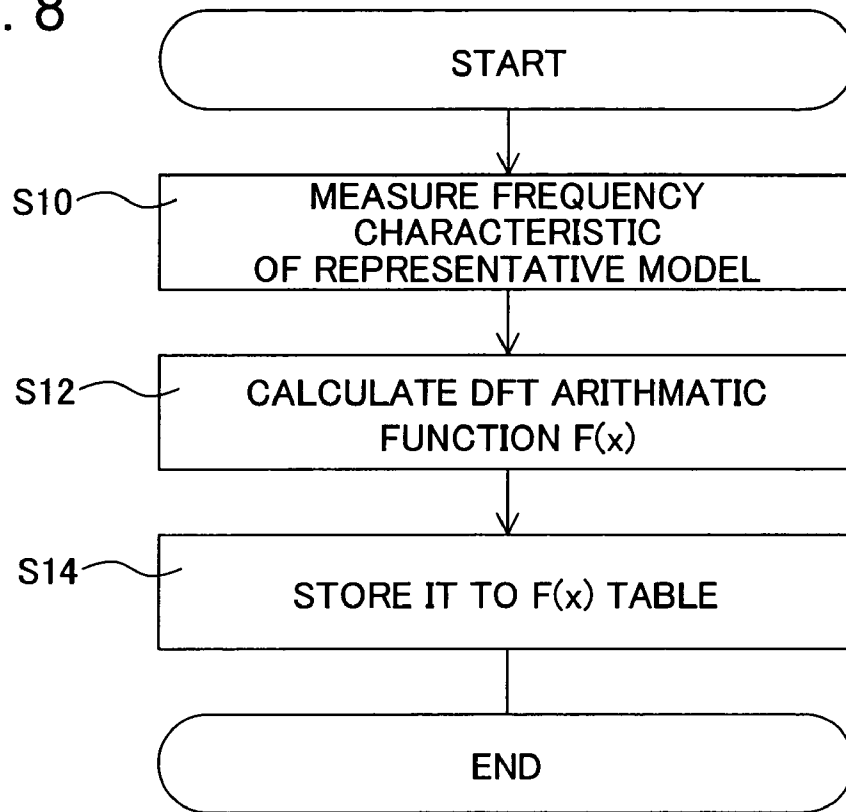 . 8
START
S10
MEASURE FREQUENCY
CHARACTERISTIC
OF REPRESENTATIVE MODEL
S12
CALCULATE DFT ARITHMATIC
FUNCTION F(x)
S14
STORE IT TO F(x) TABLE
END